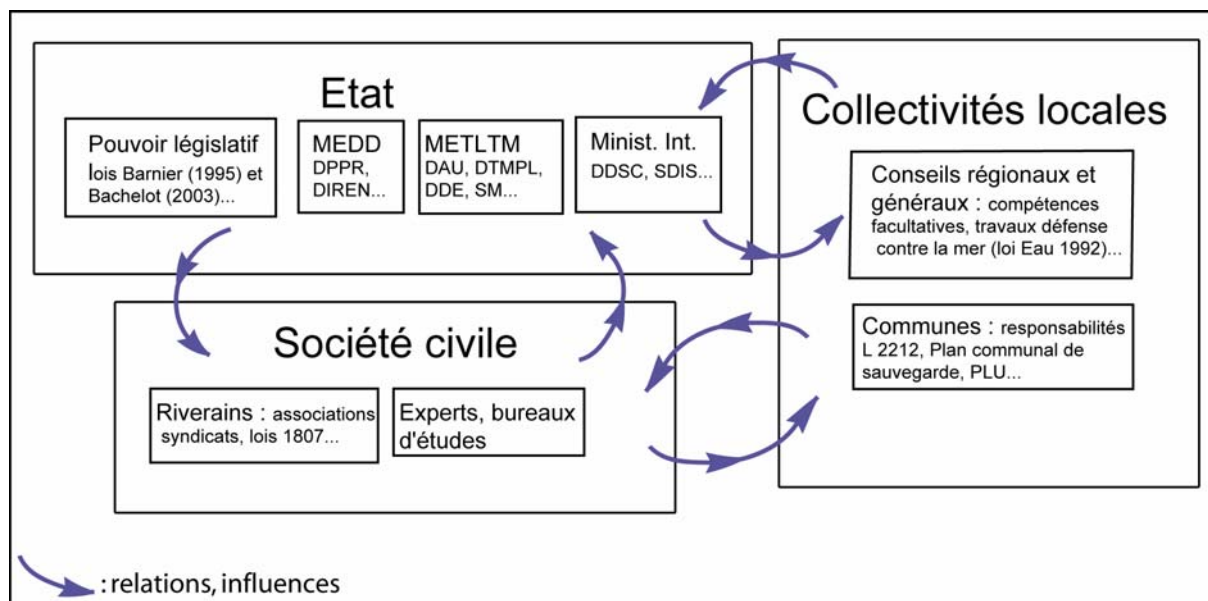 Etat
Pouvoir législatif
lois Barnier (1995) et
Bachelot (2003)...
MEDD
DPPR,
DIREN...
METLTM
DAU, DTMPL,
DDE, SM...
Minist. Int.
DDSC, SDIS...
Collectivités locales
Conseils régionaux et
généraux : compétences
facultatives, travaux défense
contre la mer (loi Eau 1992)...
Communes : responsabilités
L 2212, Plan communal de
sauvegarde, PLU...
Société civile
Riverains : associations
syndicats, lois 1807...
Experts, bureaux
d'études
: relations, influences